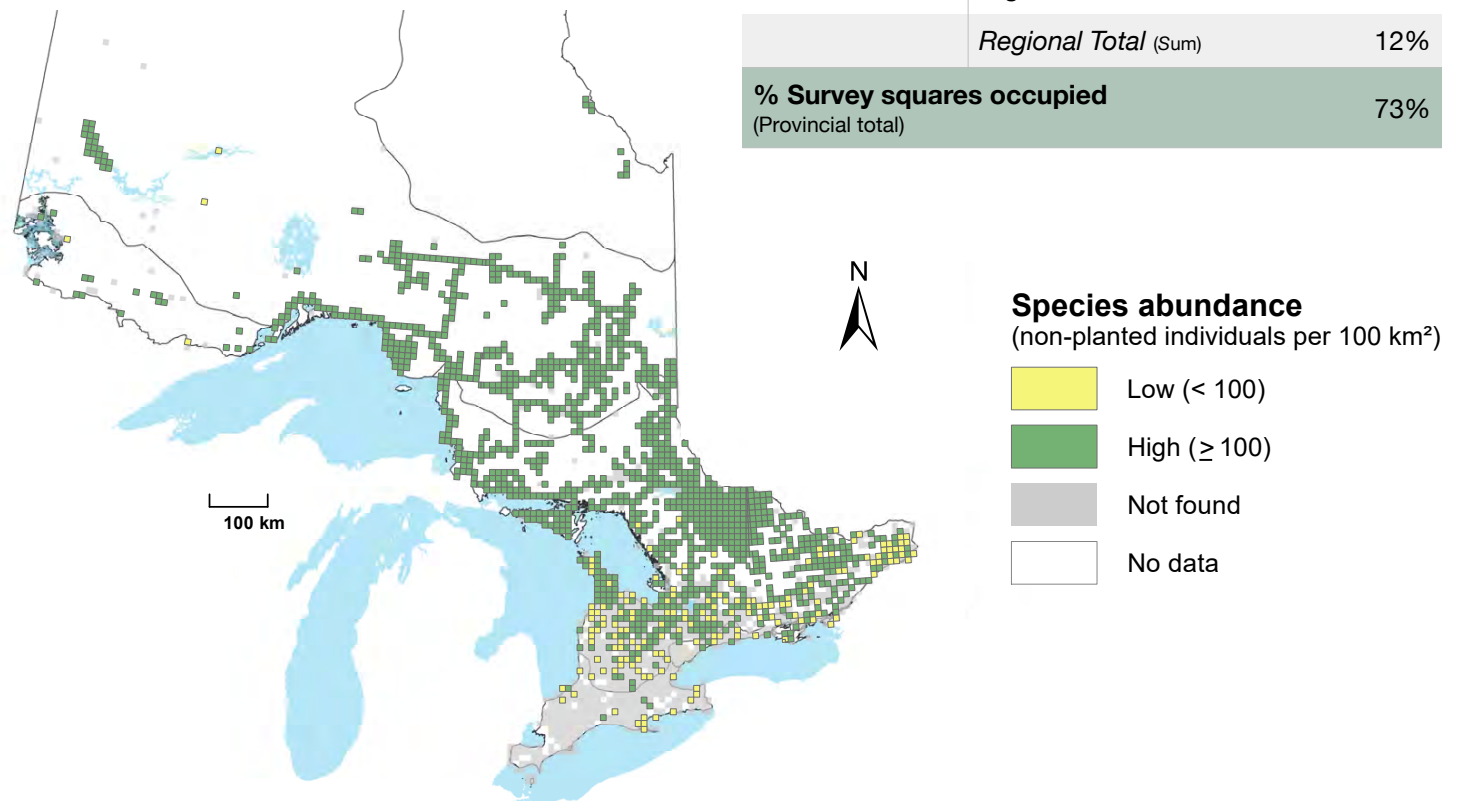 Regional Total (Sum) 12%
% Survey squares occupied 73%
(Provincial total)
N
Species abundance
(non-planted individuals per 100 km²)
Low (< 100)
High (≥ 100)
Not found
No data
100 km